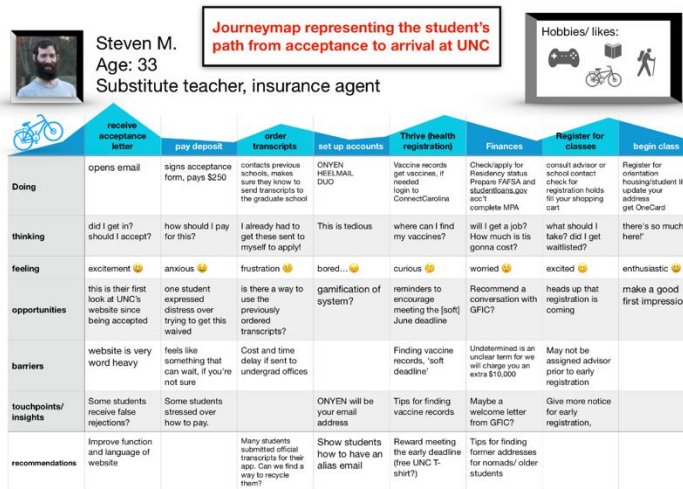 Journeymap representing the student's
path from acceptance to arrival at UNC
Steven M.
Age: 33
Substitute teacher, insurance agent
Hobbies/ likes:
receive
acceptance
letter
pay deposit
order
transcripts
set up accounts
Thrive (health
registration)
Finances
Register for
classes
begin class
Doing
opens email
signs acceptance
form, pays $250
contacts previous
schools, makes
sure they know to
send transcripts to
the graduate school
ONYEN
HEELMAIL
DUO
Vaccine records
get vaccines, if
needed
login to
ConnectCarolina
Check/apply for
Residency status
Prepare FAFSA and
studentloans.gov
acc't
complete MPA
consult advisor or
school contact
check for
registration holds
fill your shopping
cart
Register for
orientation
housing/student li
update your
address
get OneCard
thinking
did I get in?
should I accept?
how should I pay
for this?
I already had to
get these sent to
myself to apply!
This is tedious
where can I find
my vaccines?
will I get a job?
How much is tis
gonna cost?
what should I
take? did I get
waitlisted?
there's so much
here!'
feeling
excitement 😀
anxious 😖
frustration 😠
bored...😞
curious 🤔
worried 😟
excited 😊
enthusiastic 😀
opportunities
this is their first
look at UNC's
website since
being accepted
one student
expressed
distress over
trying to get this
waived
is there a way to
use the
previously
ordered
transcripts?
gamification of
system?
reminders to
encourage
meeting the [soft]
June deadline
Recommend a
conversation with
GFIC?
heads up that
registration is
coming
make a good
first impressio
barriers
website is very
word heavy
feels like
something that
can wait, if you're
not sure
Cost and time
delay if sent to
undergrad offices
Finding vaccine
records, 'soft
deadline'
Undetermined is an
unclear term for we
will charge you an
extra $10,000
May not be
assigned advisor
prior to early
registration
touchpoints/
insights
Some students
receive false
rejections?
Some students
stressed over
how to pay.
ONYEN will be
your email
address
Tips for finding
vaccine records
Maybe a
welcome letter
from GFIC?
Give more notice
for early
registration,
recommendations
Improve function
and language of
website
Many students
submitted official
transcripts for their
app. Can we find a
way to recycle
them?
Show students
how to have an
alias email
Reward meeting
the early deadline
(free UNC T-
shirt?)
Tips for finding
former addresses
for nomads/ older
students